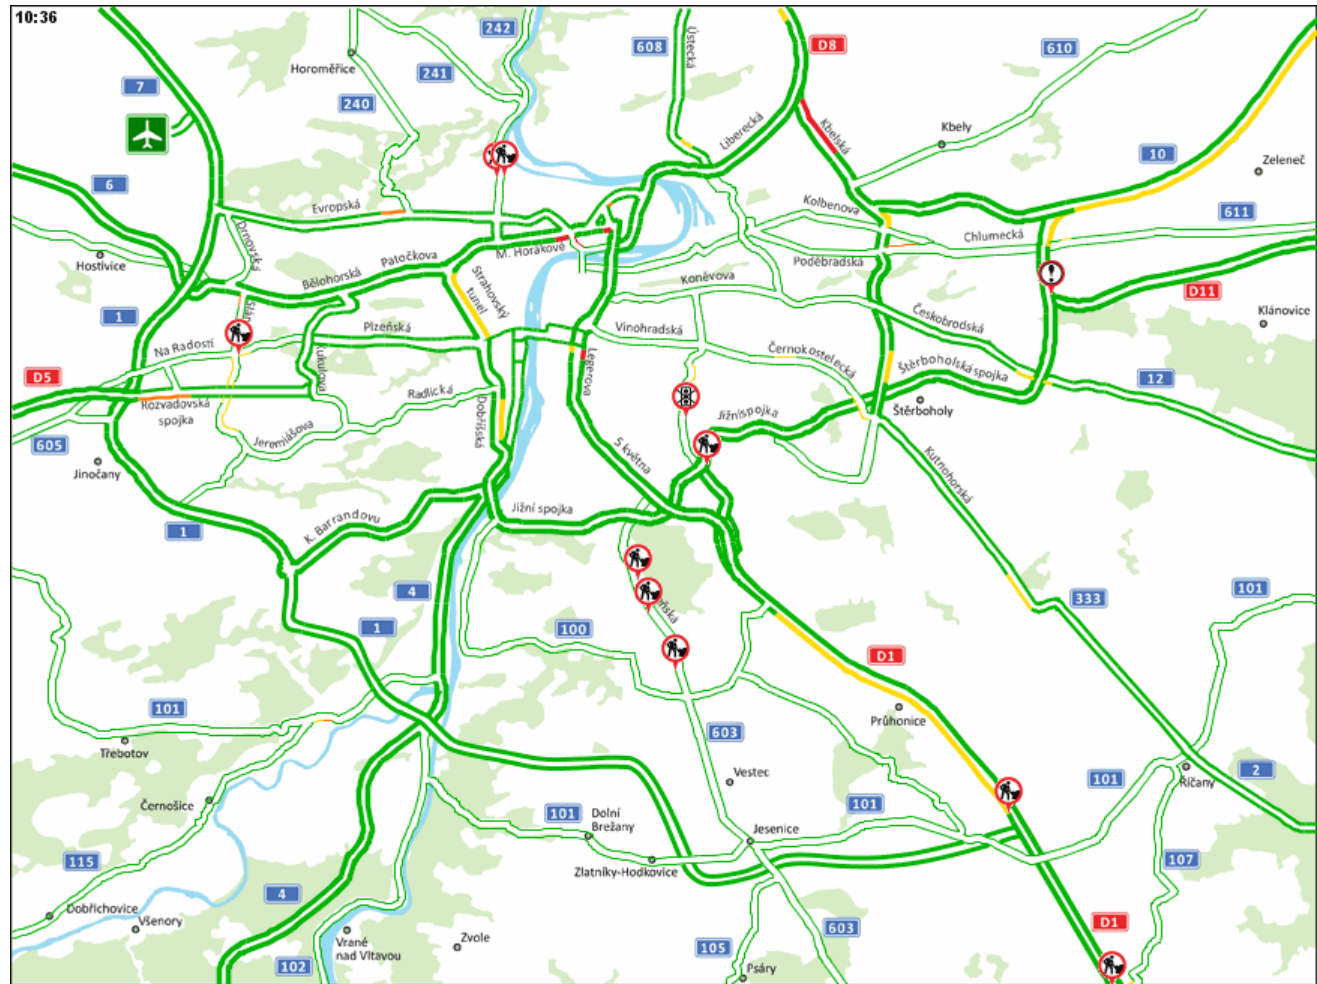 10:36
242
Ústecká
608
D8
610
Horoměřice
241
7
240
Liberecká
Kbelská
Kbely
10
Zeleneč
6
Evropská
Kolbenova
611
Drnovská
Chlumecká
M. Horákové
Patočkova
Poděbradská
Hostivice
Bělohorská
Strahovský
tunel
Koněvova
D11
1
Českobrodská
Klánovice
Plzeňská
Vinohradská
Na Radosti
Kukulova
Legerova
Černokostelecká
Štěrboholská spojka
D5
12
Radlická
Rozvadovská
spojka
Dobříšská
Jižní spojka
Štěrboholy
605
Jeremiášova
5 května
Jinočany
Kutnohorská
K. Barrandovu
Jižní spojka
1
4
101
333
1
100
D1
101
Průhonice
Třebotov
603
2
Vestec
101
Říčany
Černošice
101
Dolní
Brežany
101
Jesenice
115
107
Zlatníky-Hodkovice
4
Dobřichovice
Všenory
D1
603
Vrané
nad Vltavou
Zvole
105
102
Psáry